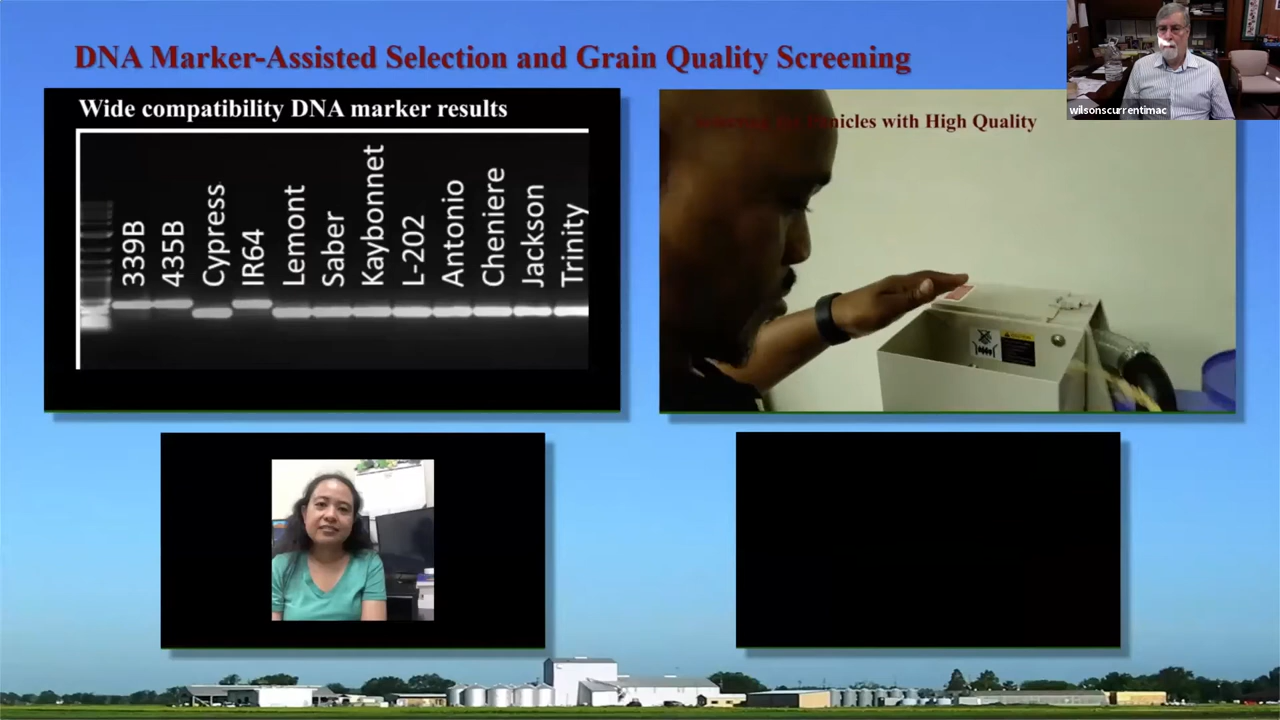 DNA Marker-Assisted Selection and Grain Quality Screening
wilsonscurrentimac
Wide compatibility DNA marker results
with High Quality
339B
435B
Cypress
IR64
Lemont
Saber
Kaybonnet
L-202
Antonio
Cheniere
Jackson
Trinity